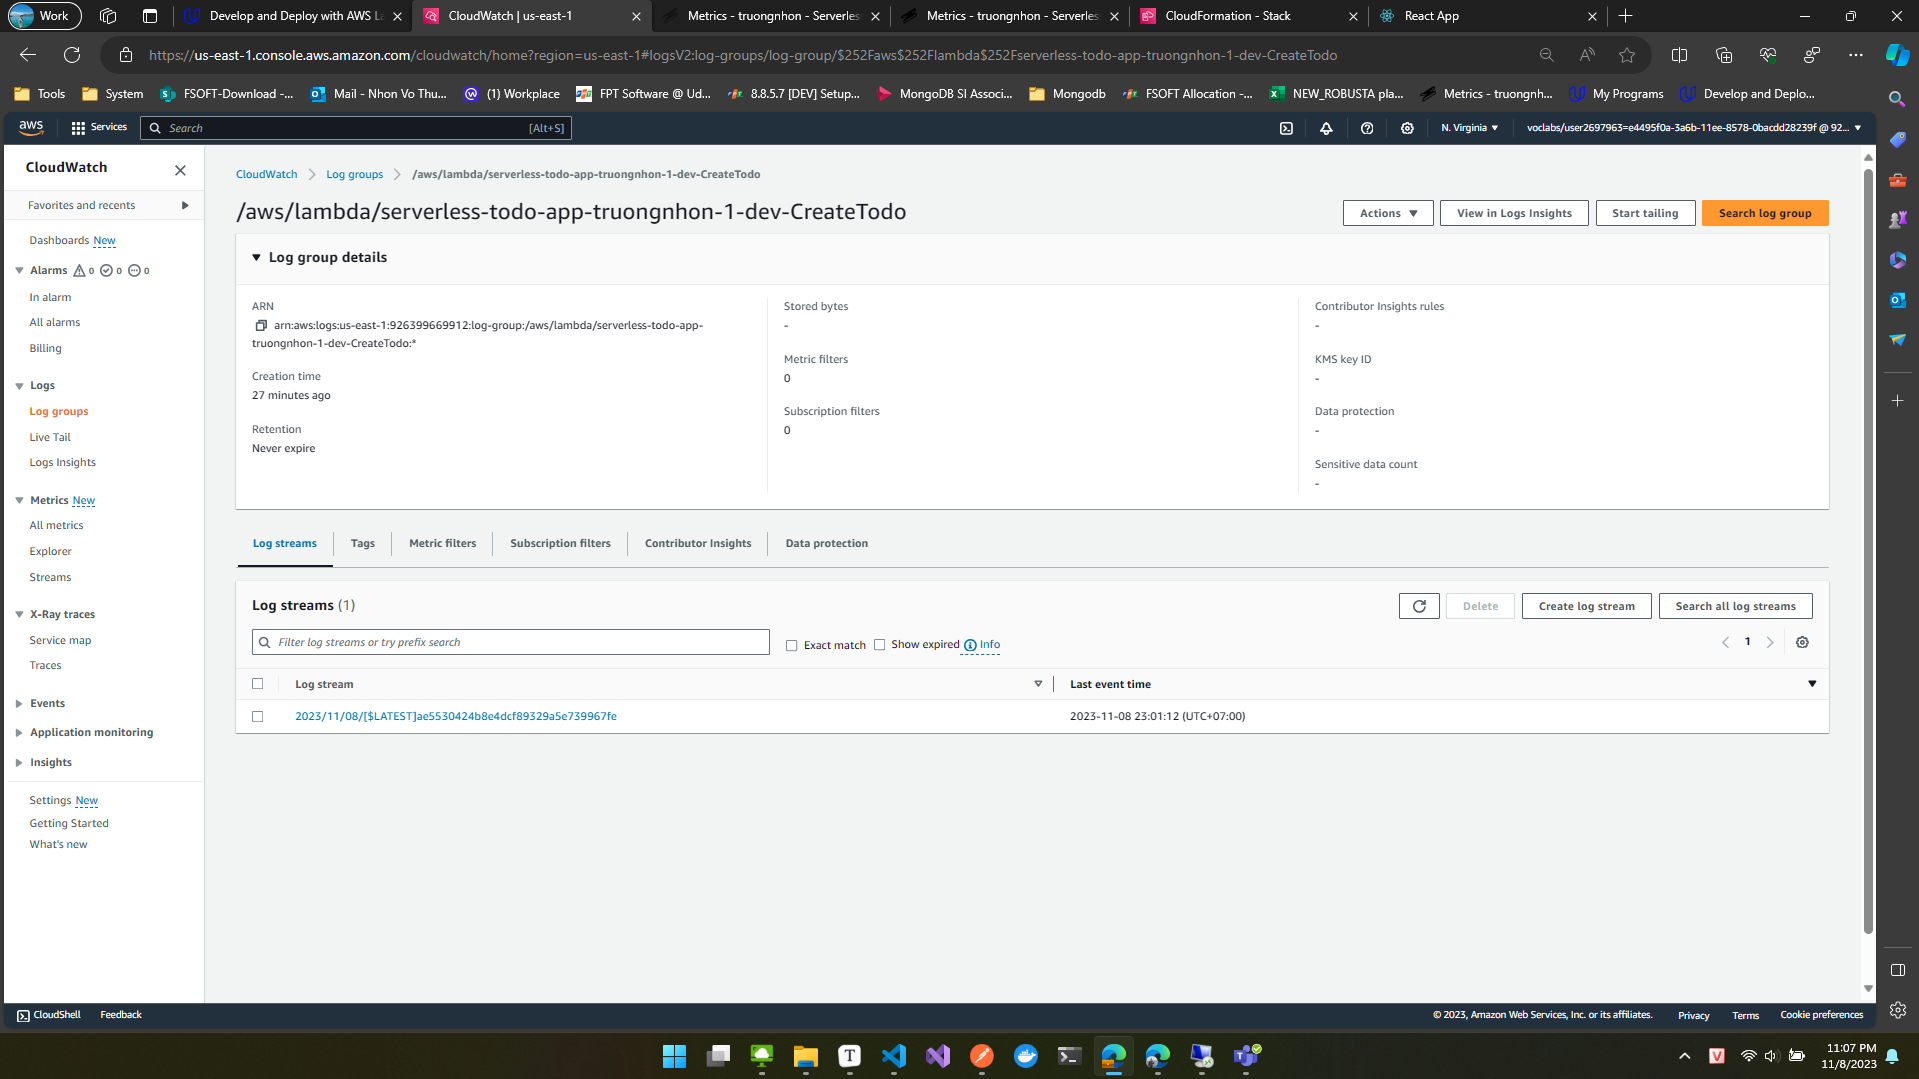 Work
Develop and Deploy with AWS La
CloudWatch | us-east-1
Metrics - truongnhon - Serverless
Metrics - truongnhon - Serverless
CloudFormation - Stack
React App
https://us-east-1.console.aws.amazon.com/cloudwatch/home?region=us-east-1#logsV2:log-groups/log-group/$252Faws$252Flambda$252Fserverless-todo-app-truongnhon-1-dev-CreateTodo
Tools
System
FSOFT-Download -...
Mail - Nhon Vo Thu...
(1) Workplace
FPT Software @ Ud...
8.8.5.7 [DEV] Setup...
MongoDB SI Associ...
Mongodb
FSOFT Allocation -...
NEW_ROBUSTA pla...
Metrics - truongnh...
My Programs
Develop and Deplo...
aws
Services
Search
[Alt+S]
N. Virginia
voclabs/user2697963=e4495f0a-3a6b-11ee-8578-0bacdd28239f @ 92...
CloudWatch
Favorites and recents
Dashboards New
Alarms 0 0 0
In alarm
All alarms
Billing
Logs
Log groups
Live Tail
Logs Insights
Metrics New
All metrics
Explorer
Streams
X-Ray traces
Service map
Traces
Events
Application monitoring
Insights
Settings New
Getting Started
What's new
CloudWatch
Log groups
/aws/lambda/serverless-todo-app-truongnhon-1-dev-CreateTodo
/aws/lambda/serverless-todo-app-truongnhon-1-dev-CreateTodo
Actions
View in Logs Insights
Start tailing
Search log group
Log group details
ARN
arn:aws:logs:us-east-1:926399669912:log-group:/aws/lambda/serverless-todo-app-
truongnhon-1-dev-CreateTodo:*
Creation time
27 minutes ago
Retention
Never expire
Stored bytes
-
Metric filters
0
Subscription filters
0
Contributor Insights rules
-
KMS key ID
-
Data protection
-
Sensitive data count
-
Log streams
Tags
Metric filters
Subscription filters
Contributor Insights
Data protection
Log streams (1)
Delete
Create log stream
Search all log streams
Filter log streams or try prefix search
Exact match
Show expired
Info
1
Log stream
Last event time
2023/11/08/[$LATEST]ae5530424b8e4dcf89329a5e739967fe
2023-11-08 23:01:12 (UTC+07:00)
CloudShell
Feedback
© 2023, Amazon Web Services, Inc. or its affiliates.
Privacy
Terms
Cookie preferences
11:07 PM
11/8/2023